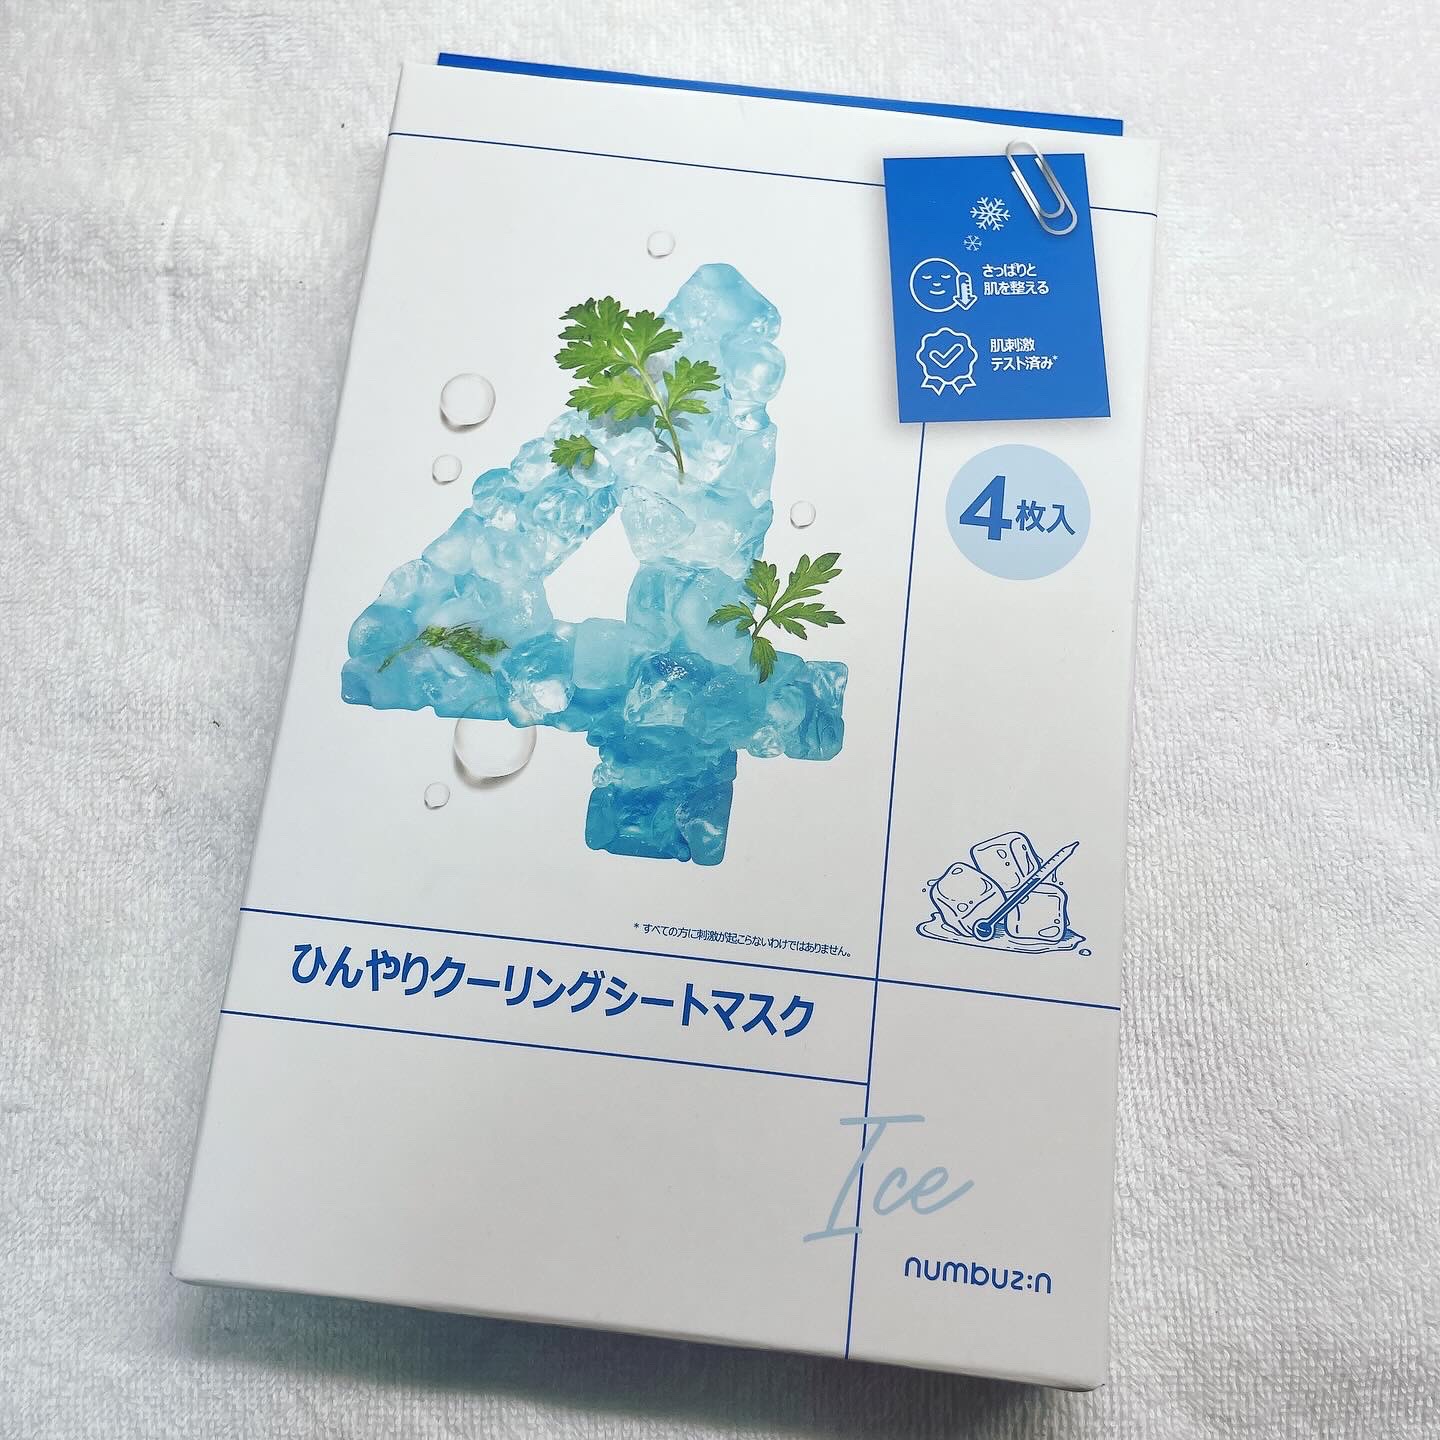 さっぱりと
肌を整える
肌刺激
テスト済み*
4枚入
* すべての方に刺激が起こらないわけではありません。
ひんやりクーリングシートマスク
Ice
numbuz:n